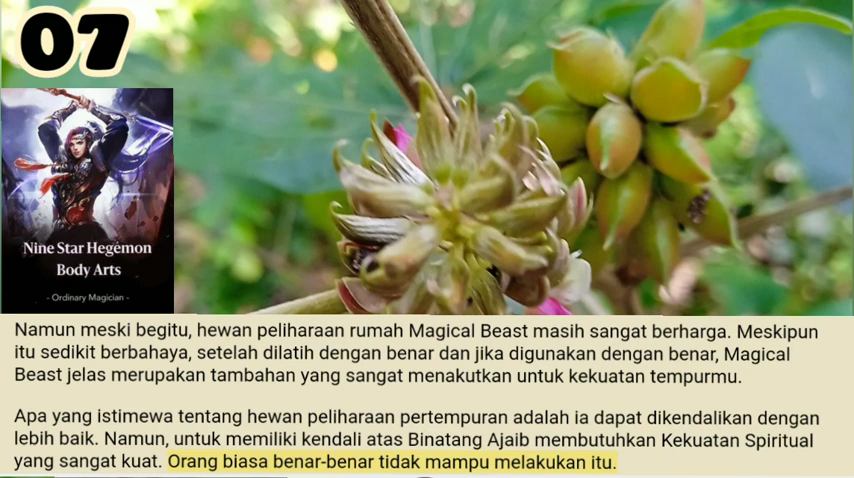 07
Nine Star Hegemon
Body Arts
- Ordinary Magician -
Namun meski begitu, hewan peliharaan rumah Magical Beast masih sangat berharga. Meskipun
itu sedikit berbahaya, setelah dilatih dengan benar dan jika digunakan dengan benar, Magical
Beast jelas merupakan tambahan yang sangat menakutkan untuk kekuatan tempurmu.
Apa yang istimewa tentang hewan peliharaan pertempuran adalah ia dapat dikendalikan dengan
lebih baik. Namun, untuk memiliki kendali atas Binatang Ajaib membutuhkan Kekuatan Spiritual
yang sangat kuat. Orang biasa benar-benar tidak mampu melakukan itu.